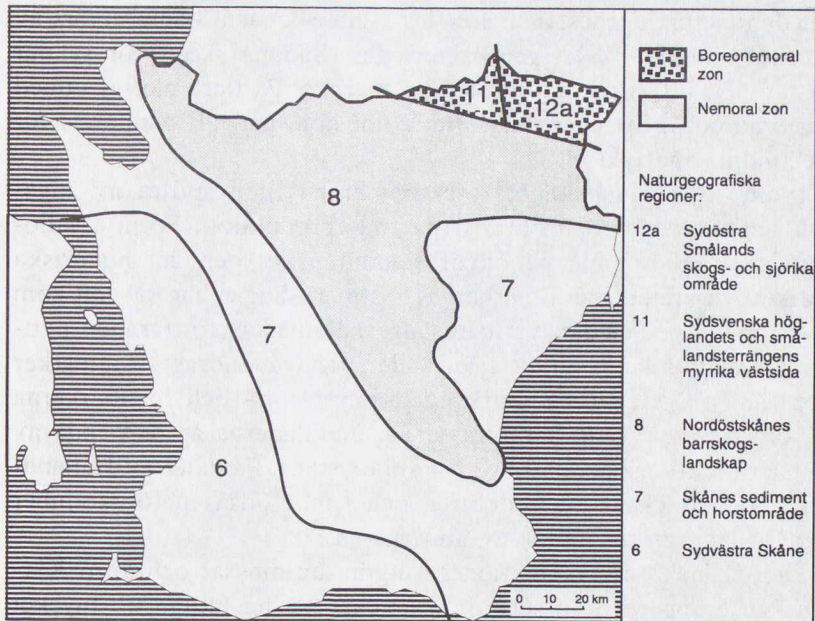 11
12a
8
7
7
6
0 10 20 km
Boreonemoral
zon
Nemoral zon
Naturgeografiska
regioner:
12a Sydöstra
Smålands
skogs- och sjörika
område
11 Sydsvenska hög-
landets och små-
landsterrängens
myrrika västsida
8 Nordöstskånes
barrskogs-
landskap
7 Skånes sediment
och horstområde
6 Sydvästra Skåne